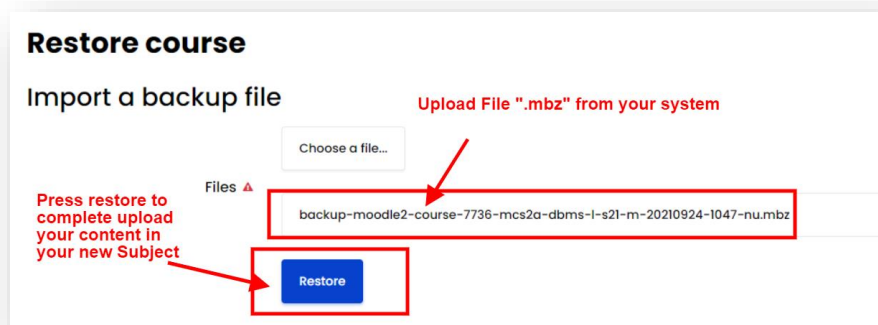 Restore course
Import a backup file
Upload File ".mbz" from your system
Choose a file...
Files
backup-moodle2-course-7736-mcs2a-dbms-l-s21-m-20210924-1047-nu.mbz
Press restore to
complete upload
your content in
your new Subject
Restore